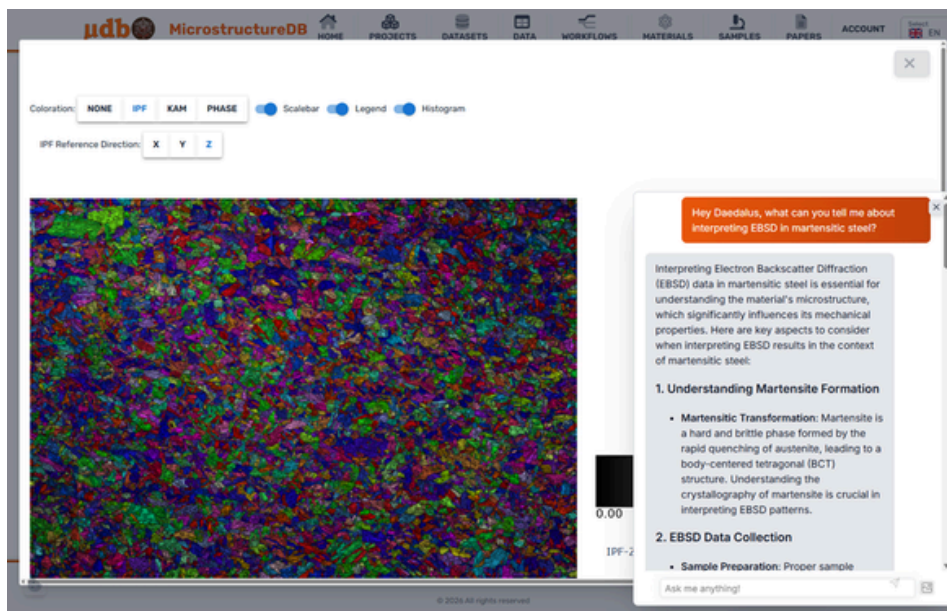 µdb MicrostructureDB
HOME PROJECTS DATASETS DATA WORKFLOWS MATERIALS SAMPLES PAPERS ACCOUNT
Select
EN
Coloration: NONE IPF KAM PHASE Scalebar Legend Histogram
IPF Reference Direction: X Y Z
0.00
IPF-Z
Hey Daedalus, what can you tell me about
interpreting EBSD in martensitic steel?
Interpreting Electron Backscatter Diffraction
(EBSD) data in martensitic steel is essential for
understanding the material's microstructure,
which significantly influences its mechanical
properties. Here are key aspects to consider
when interpreting EBSD results in the context
of martensitic steel:
1. Understanding Martensite Formation
• Martensitic Transformation: Martensite is
a hard and brittle phase formed by the
rapid quenching of austenite, leading to a
body-centered tetragonal (BCT)
structure. Understanding the
crystallography of martensite is crucial in
interpreting EBSD patterns.
2. EBSD Data Collection
• Sample Preparation: Proper sample
Ask me anything!
© 2026 All rights reserved